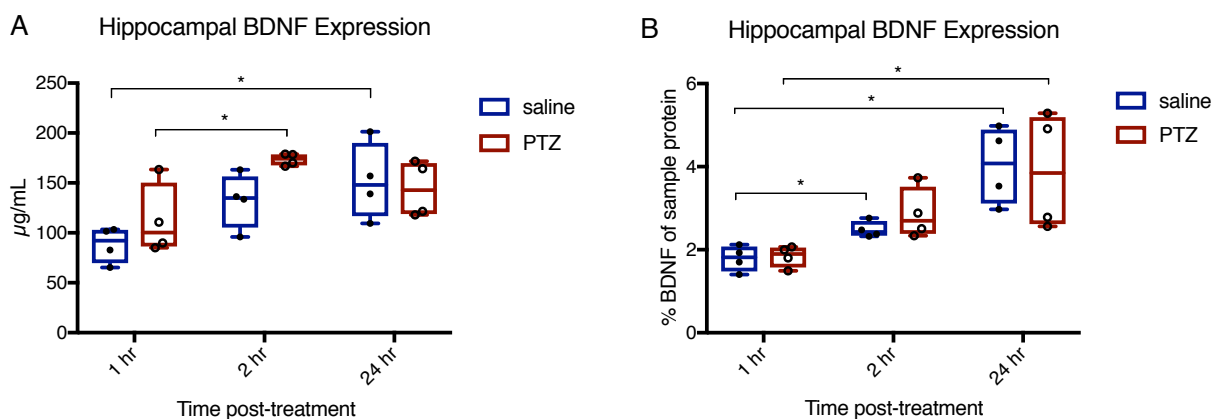 A
Hippocampal BDNF Expression
*
*
250
200
150
100
50
0
µg/mL
1 hr
2 hr
24 hr
Time post-treatment
saline
PTZ
B
Hippocampal BDNF Expression
*
*
*
6
4
2
0
% BDNF of sample protein
1 hr
2 hr
24 hr
Time post-treatment
saline
PTZ